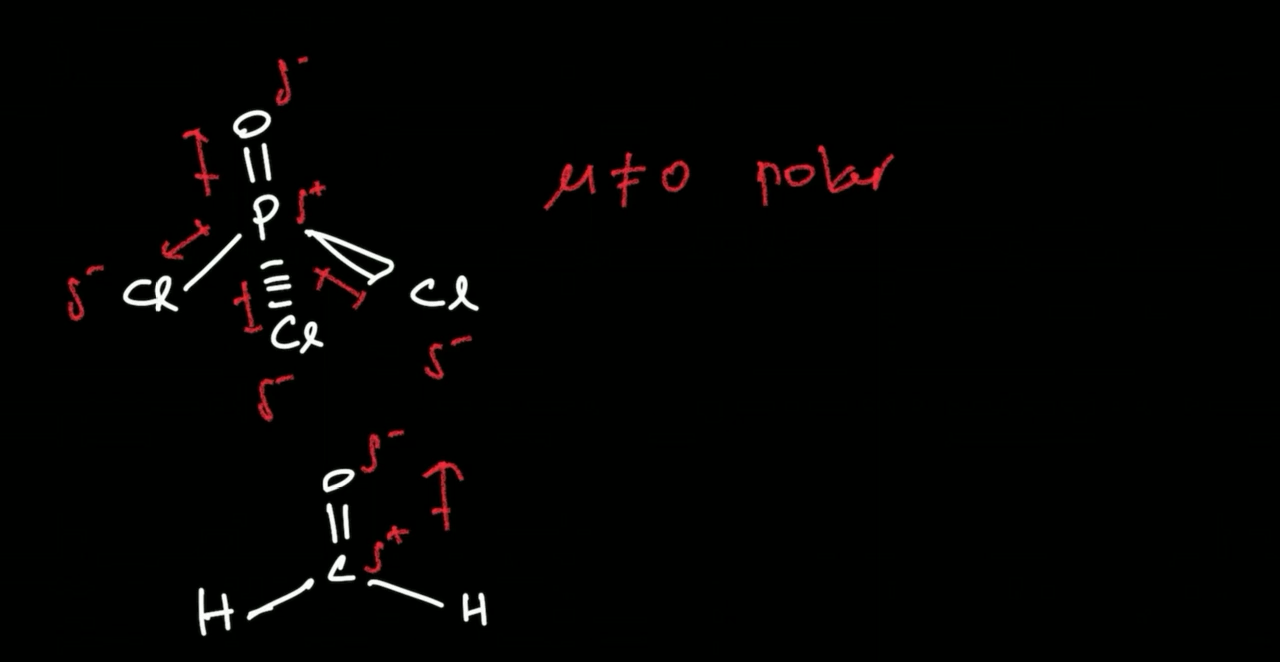 δ⁻
O
P δ⁺
μ ≠ 0 polar
δ⁻ Cl
Cl
Cl
δ⁻
δ⁻
O δ⁻
C δ⁺
H
H